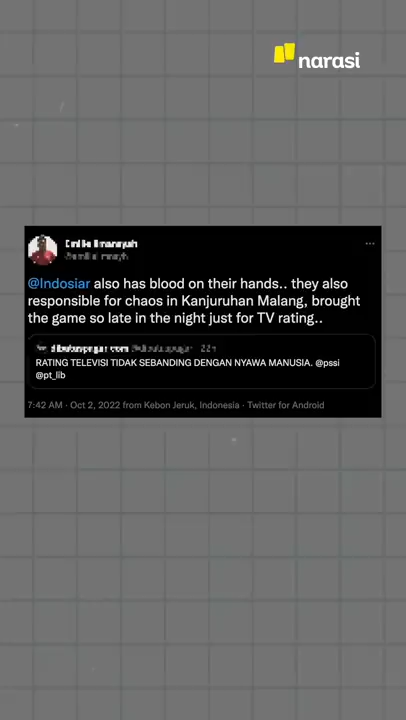 narasi
@Indosiar also has blood on their hands.. they also
responsible for chaos in Kanjuruhan Malang, brought
the game so late in the night just for TV rating..
22h
RATING TELEVISI TIDAK SEBANDING DENGAN NYAWA MANUSIA. @pssi
@pt_lib
7:42 AM · Oct 2, 2022 from Kebon Jeruk, Indonesia · Twitter for Android